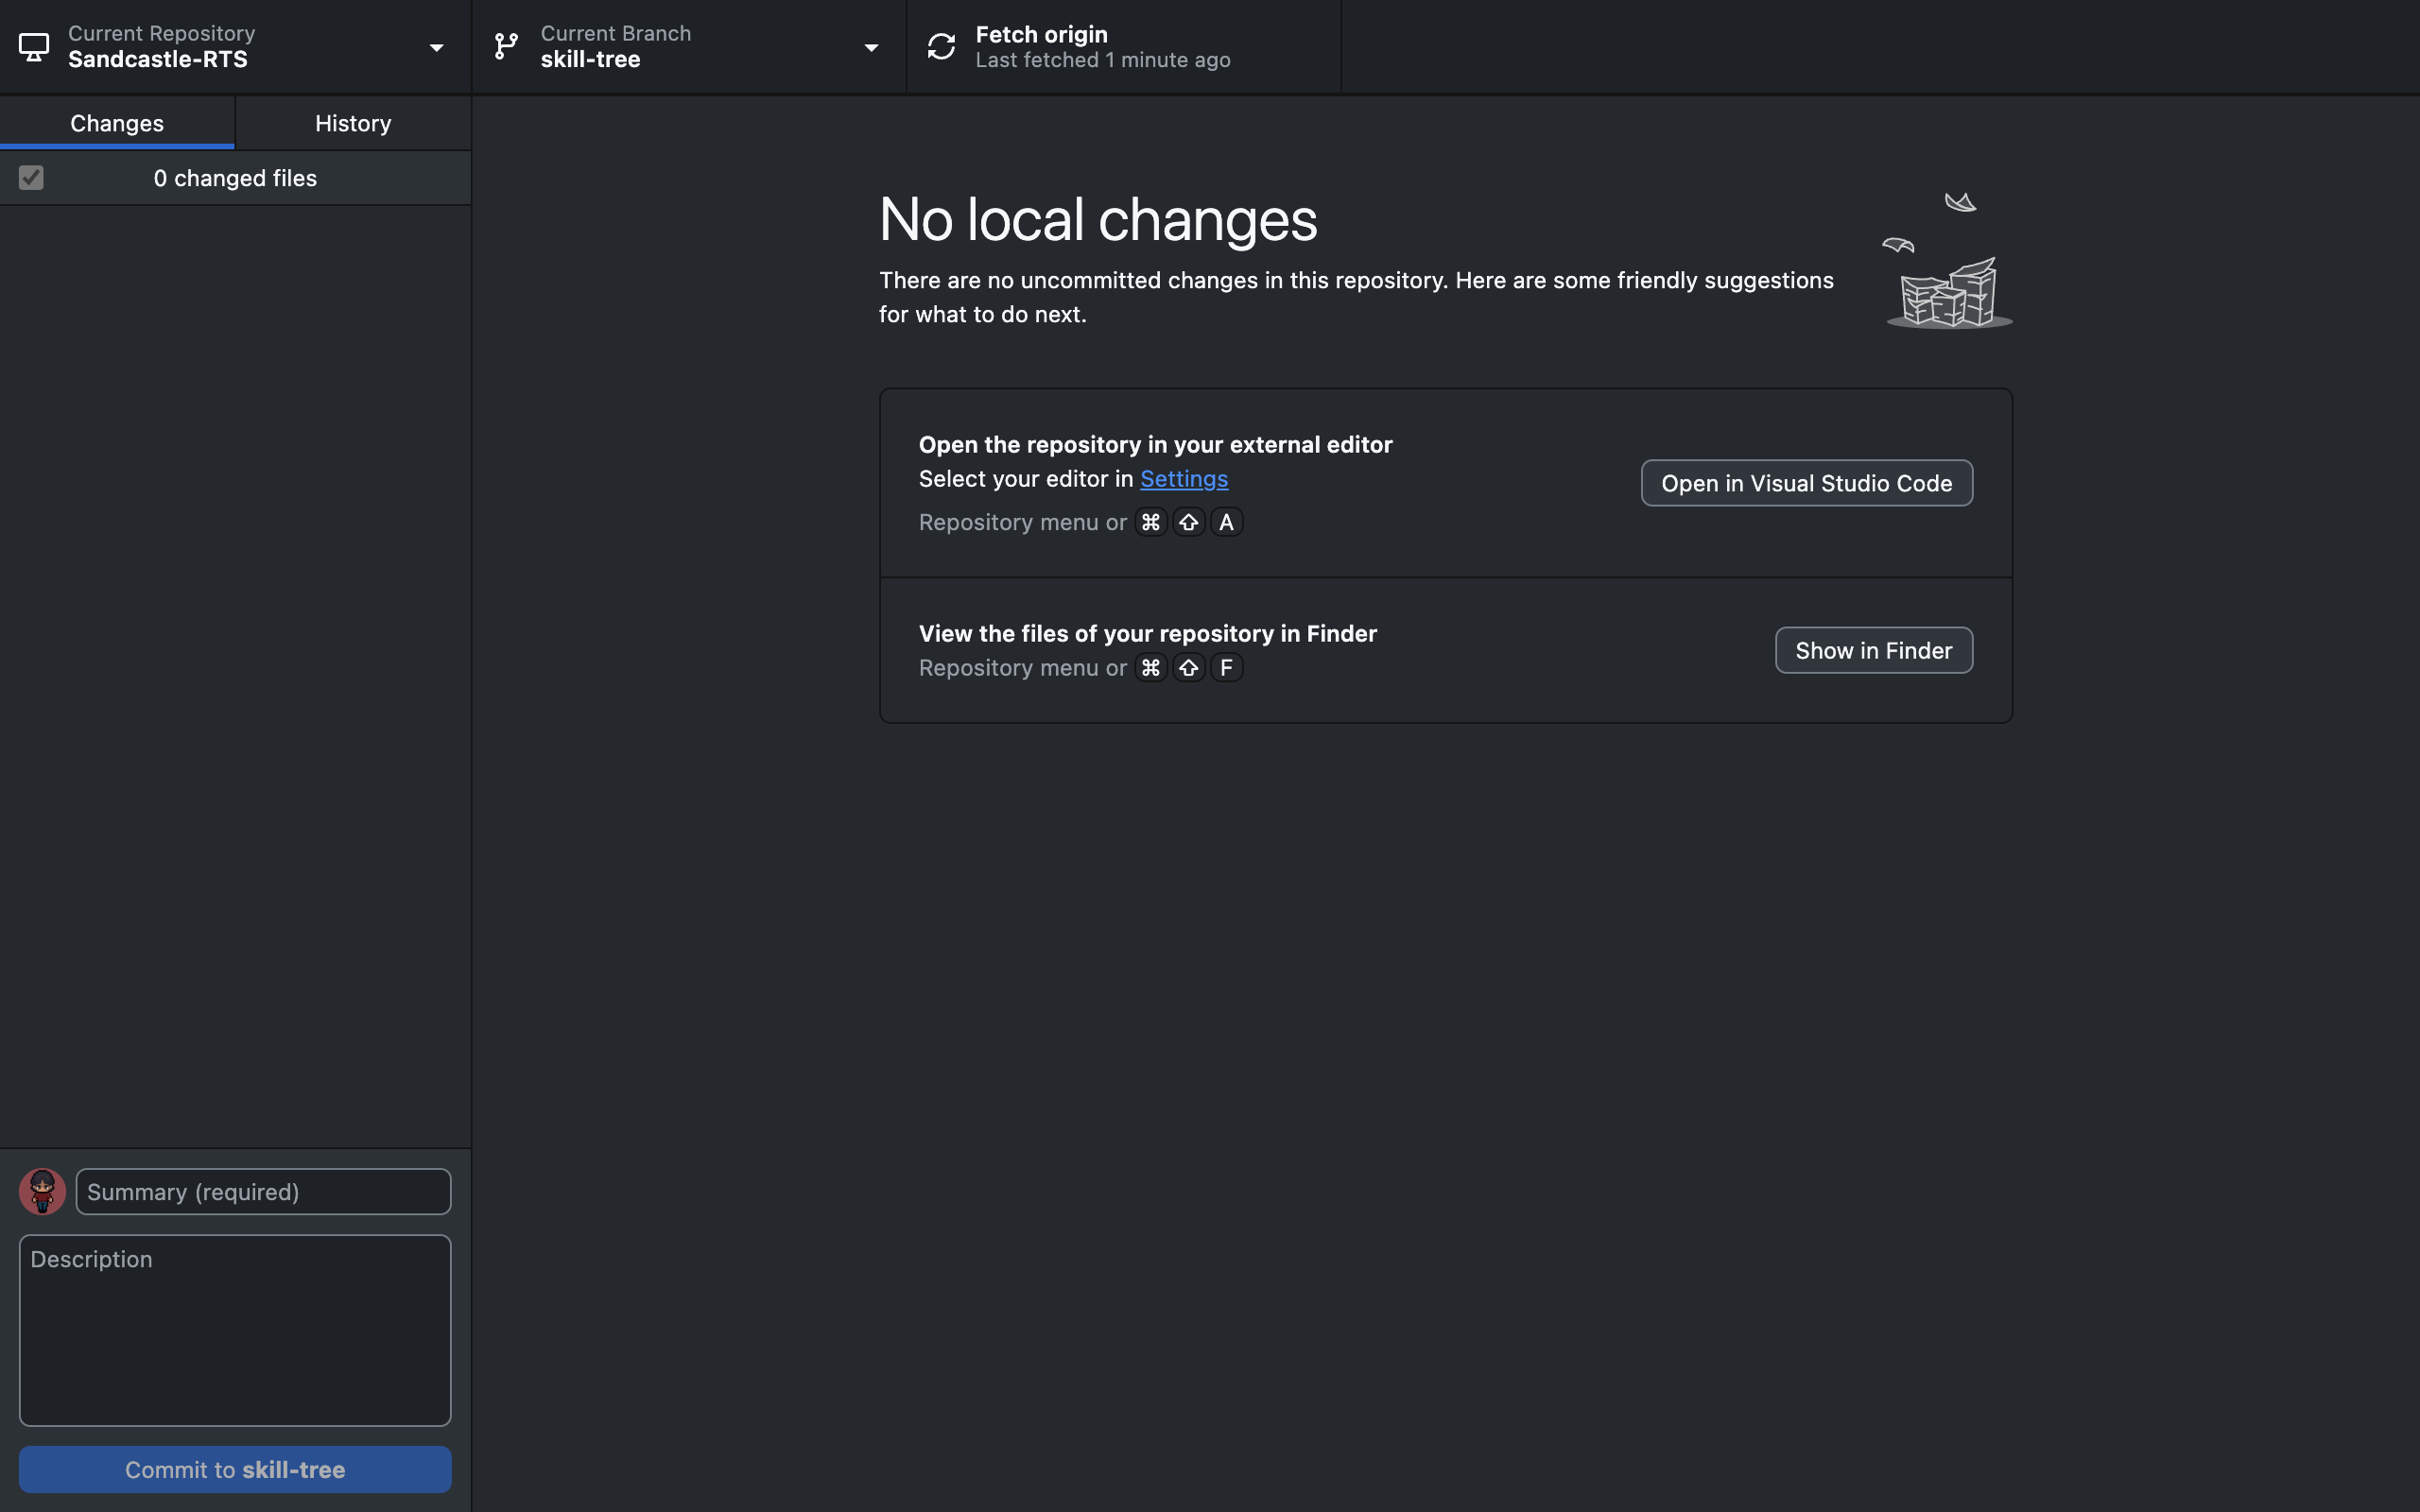 Current Repository
Sandcastle-RTS
Current Branch
skill-tree
Fetch origin
Last fetched 1 minute ago
Changes
History
0 changed files
No local changes
There are no uncommitted changes in this repository. Here are some friendly suggestions
for what to do next.
Open the repository in your external editor
Select your editor in Settings
Repository menu or ⌘ ⇧ A
Open in Visual Studio Code
View the files of your repository in Finder
Repository menu or ⌘ ⇧ F
Show in Finder
Summary (required)
Description
Commit to skill-tree